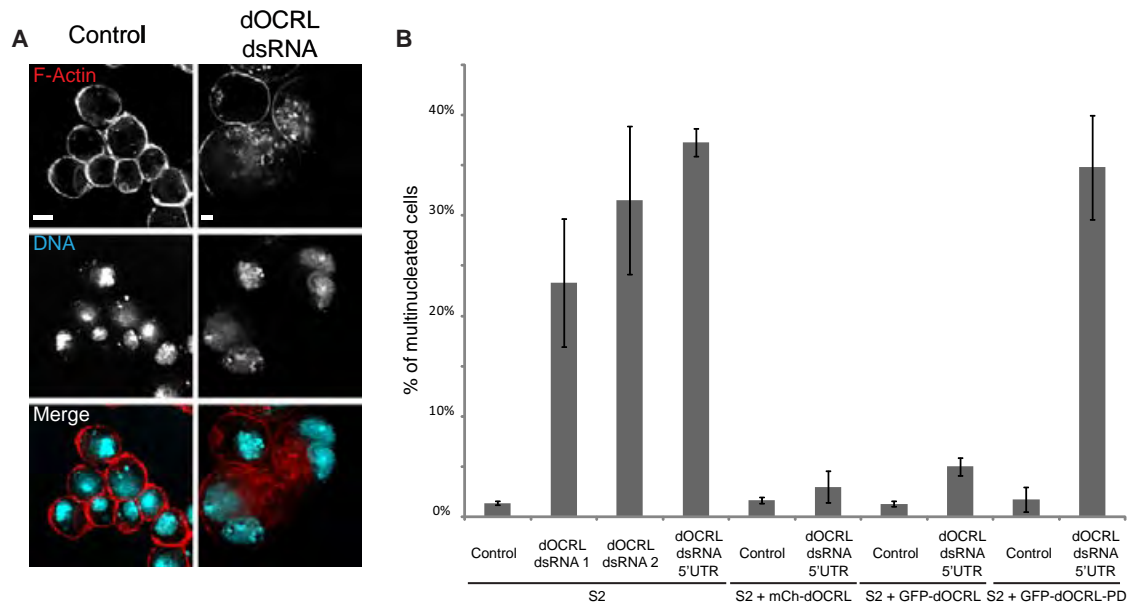 A
Control
dOCRL
dsRNA
F-Actin
DNA
Merge
B
% of multinucleated cells
40%
30%
20%
10%
0%
Control
dOCRL
dsRNA 1
dOCRL
dsRNA 2
dOCRL
dsRNA
5'UTR
Control
dOCRL
dsRNA
5'UTR
Control
dOCRL
dsRNA
5'UTR
Control
dOCRL
dsRNA
5'UTR
S2
S2 + mCh-dOCRL
S2 + GFP-dOCRL
S2 + GFP-dOCRL-PD